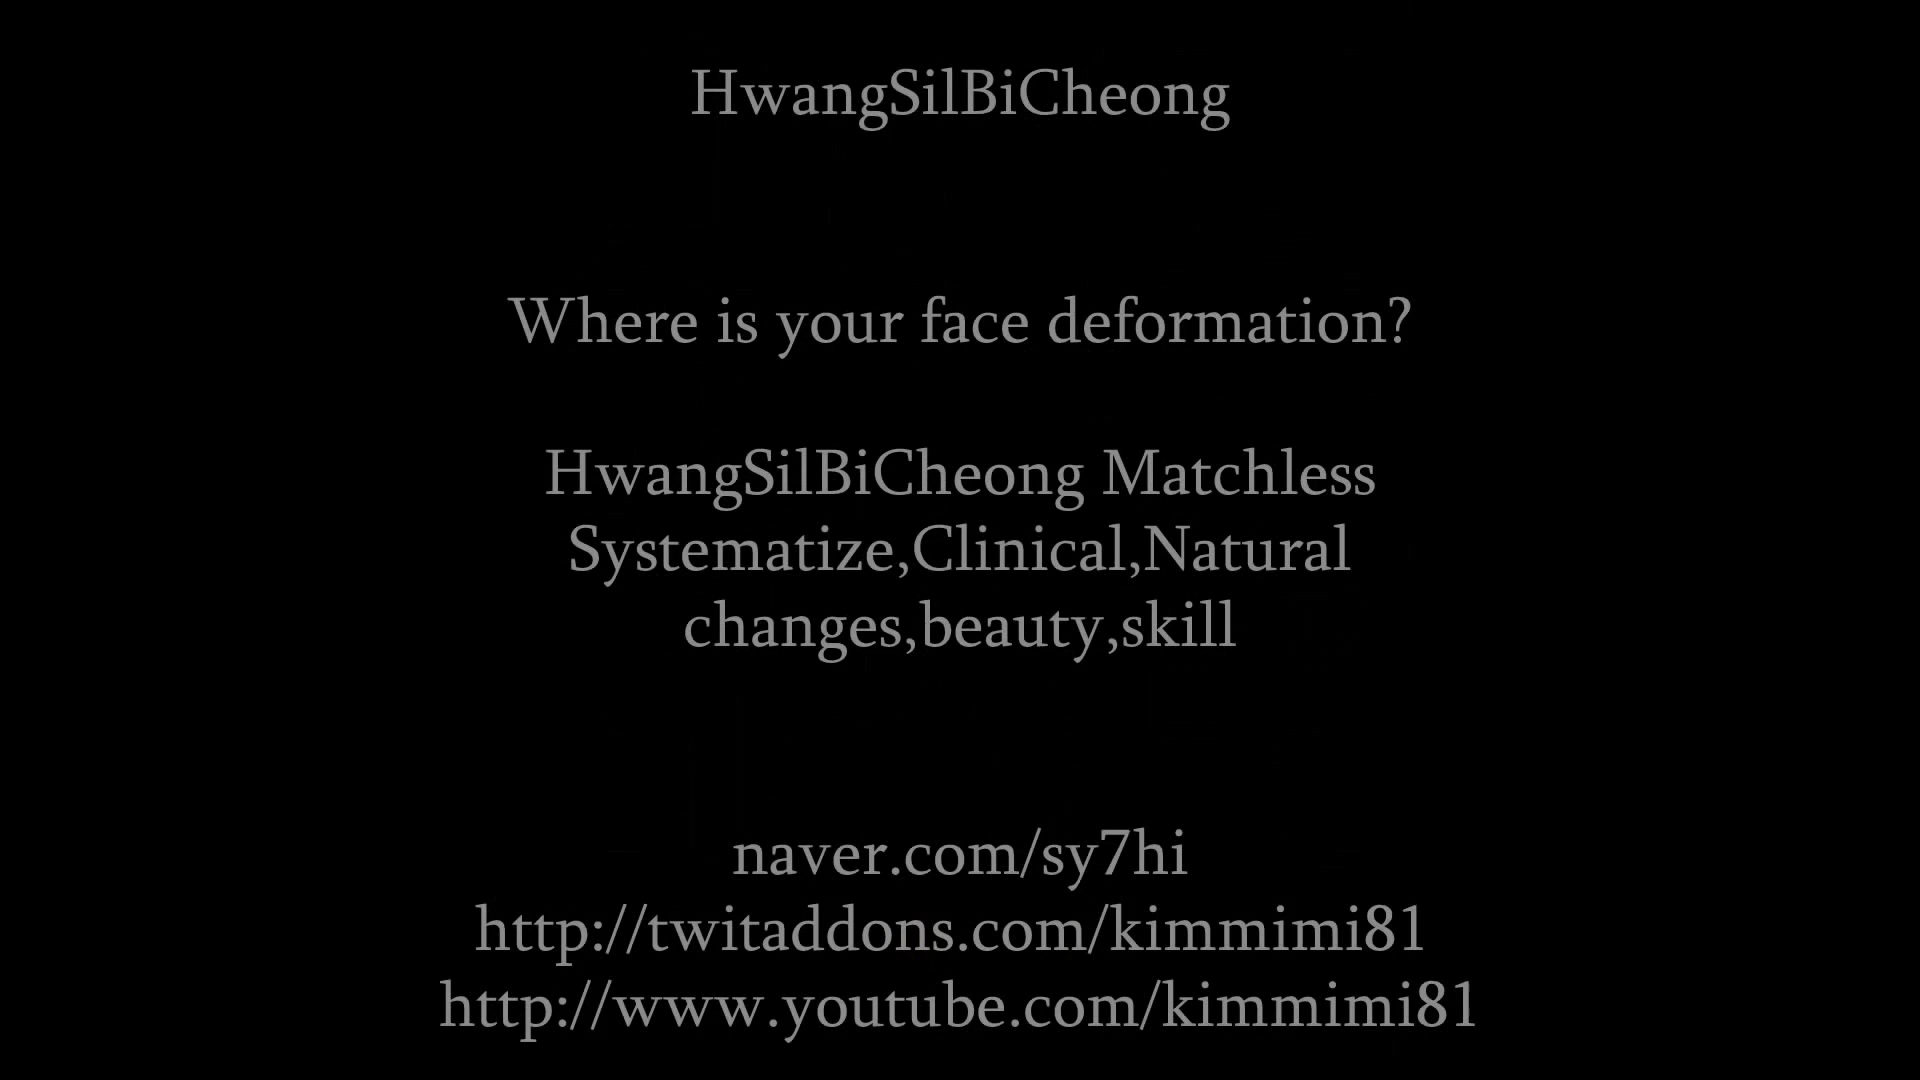 HwangSilBiCheong
Where is your face deformation?
HwangSilBiCheong Matchless
Systematize,Clinical,Natural
changes,beauty,skill
naver.com/sy7hi
http://twitaddons.com/kimmimi81
http://www.youtube.com/kimmimi81